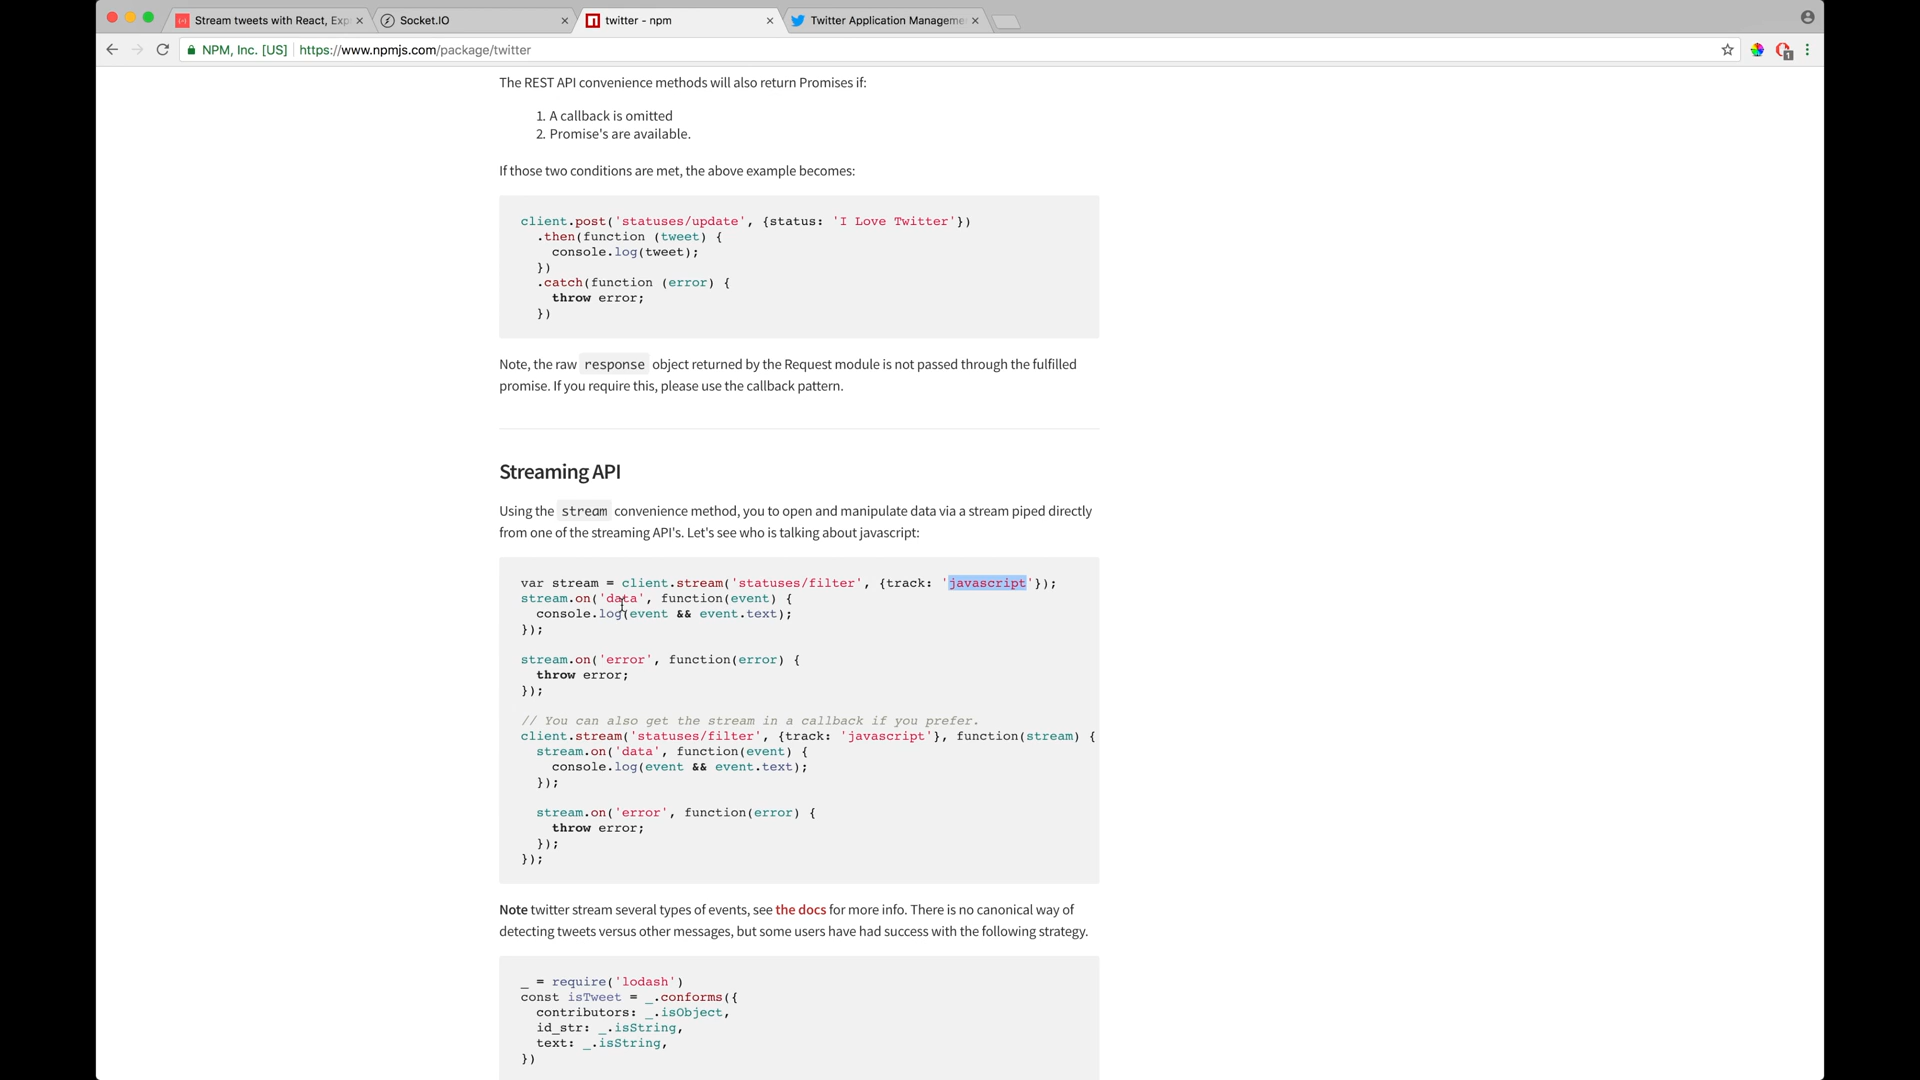 Stream tweets with React, Exp
Socket.IO
twitter - npm
Twitter Application Manageme
NPM, Inc. [US] https://www.npmjs.com/package/twitter
1
The REST API convenience methods will also return Promises if:
1. A callback is omitted
2. Promise's are available.
If those two conditions are met, the above example becomes:
client.post('statuses/update', {status: 'I Love Twitter'})
.then(function (tweet) {
console.log(tweet);
})
.catch(function (error) {
throw error;
})
Note, the raw response object returned by the Request module is not passed through the fulfilled
promise. If you require this, please use the callback pattern.
Streaming API
Using the stream convenience method, you to open and manipulate data via a stream piped directly
from one of the streaming API's. Let's see who is talking about javascript:
var stream = client.stream('statuses/filter', {track: 'javascript'});
stream.on('data', function(event) {
console.log(event && event.text);
});
stream.on('error', function(error) {
throw error;
});
// You can also get the stream in a callback if you prefer.
client.stream('statuses/filter', {track: 'javascript'}, function(stream) {
stream.on('data', function(event) {
console.log(event && event.text);
});
stream.on('error', function(error) {
throw error;
});
});
Note twitter stream several types of events, see the docs for more info. There is no canonical way of
detecting tweets versus other messages, but some users have had success with the following strategy.
_ = require('lodash')
const isTweet = _.conforms({
contributors: _.isObject,
id_str: _.isString,
text: _.isString,
})